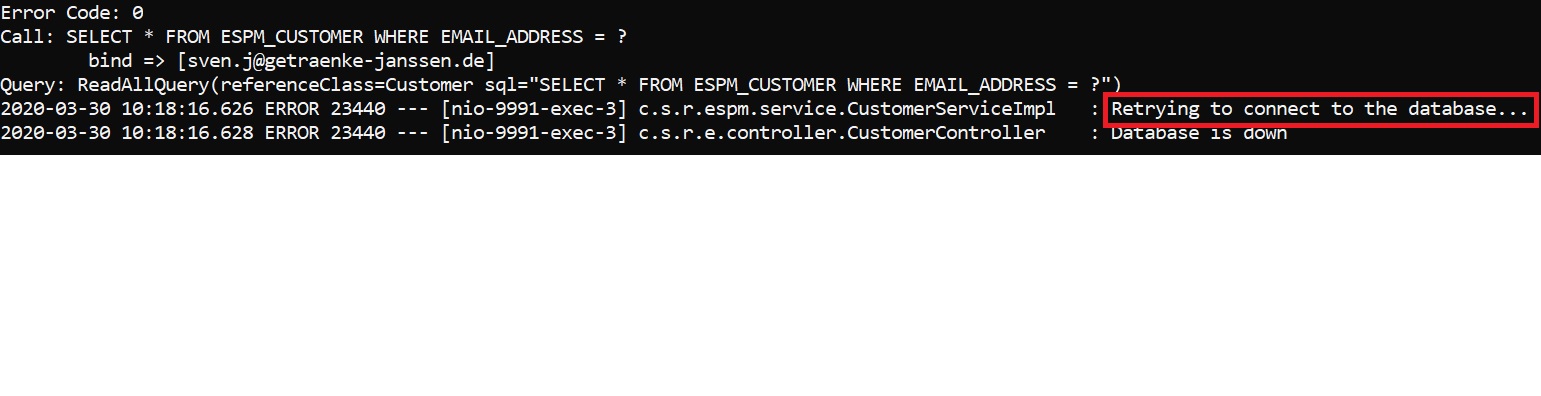 Error Code: 0
Call: SELECT * FROM ESPM_CUSTOMER WHERE EMAIL_ADDRESS = ?
        bind => [sven.j@getraenke-janssen.de]
Query: ReadAllQuery(referenceClass=Customer sql="SELECT * FROM ESPM_CUSTOMER WHERE EMAIL_ADDRESS = ?")
2020-03-30 10:18:16.626 ERROR 23440 --- [nio-9991-exec-3] c.s.r.espm.service.CustomerServiceImpl   : Retrying to connect to the database...
2020-03-30 10:18:16.628 ERROR 23440 --- [nio-9991-exec-3] c.s.r.e.controller.CustomerController    : Database is down